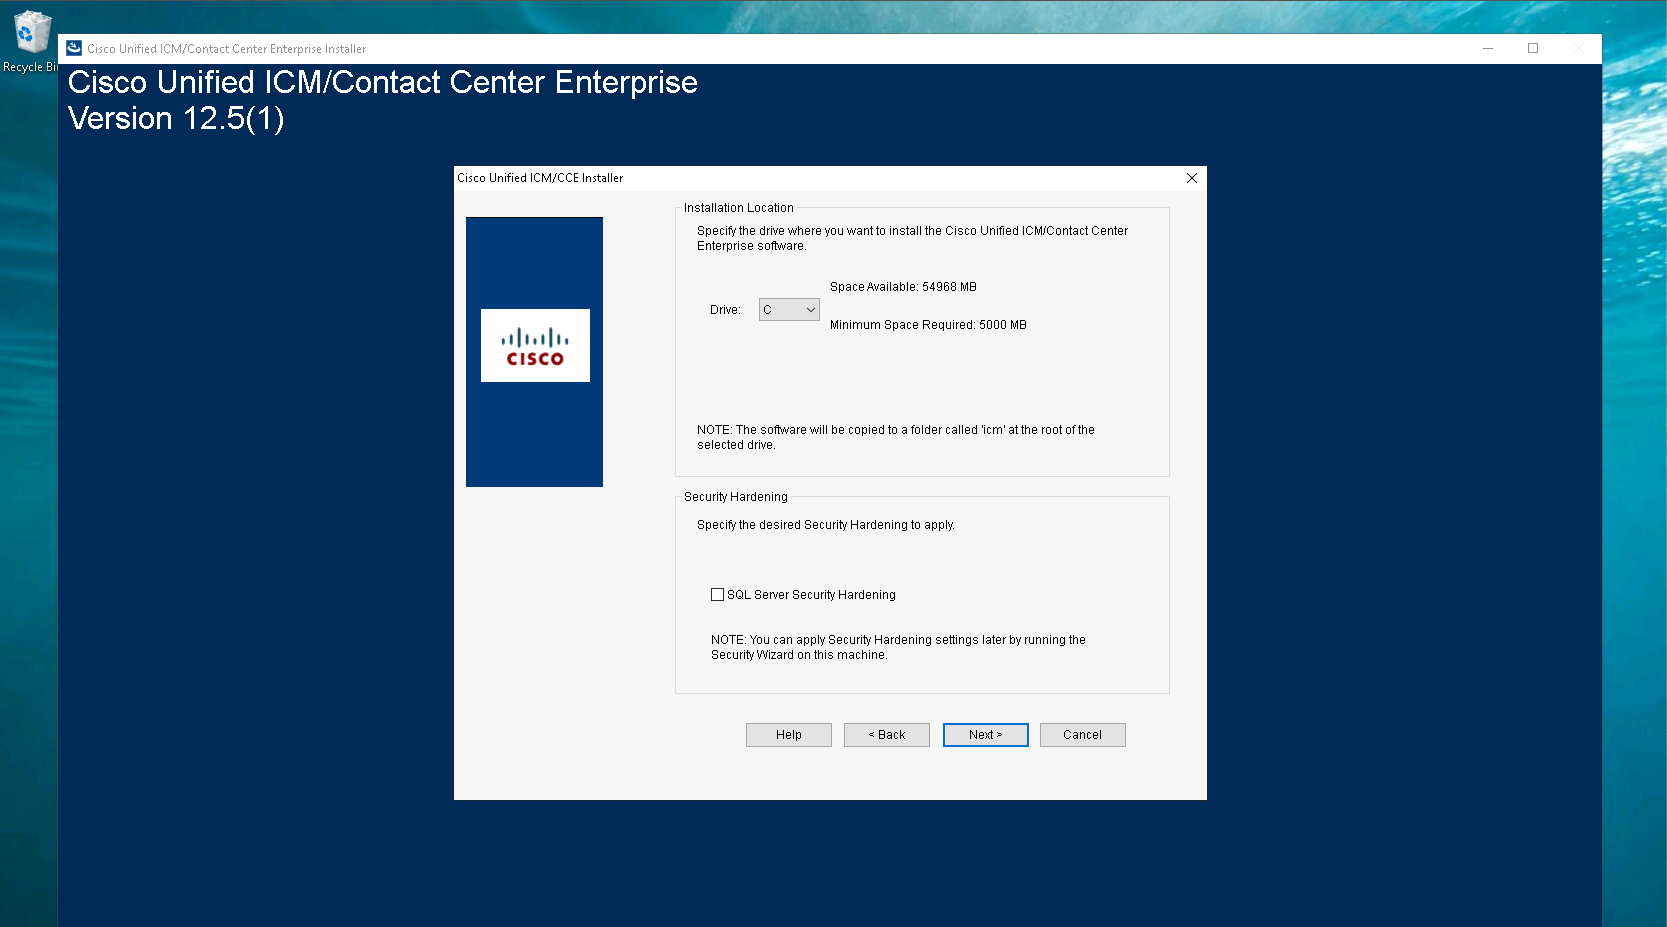 Recycle Bi
Cisco Unified ICM/Contact Center Enterprise Installer
Cisco Unified ICM/Contact Center Enterprise
Version 12.5(1)
Cisco Unified ICM/CCE Installer
CISCO
Installation Location
Specify the drive where you want to install the Cisco Unified ICM/Contact Center
Enterprise software.
Space Available: 54968 MB
Drive: C
Minimum Space Required: 5000 MB
NOTE: The software will be copied to a folder called 'icm' at the root of the
selected drive.
Security Hardening
Specify the desired Security Hardening to apply.
SQL Server Security Hardening
NOTE: You can apply Security Hardening settings later by running the
Security Wizard on this machine.
Help < Back Next > Cancel